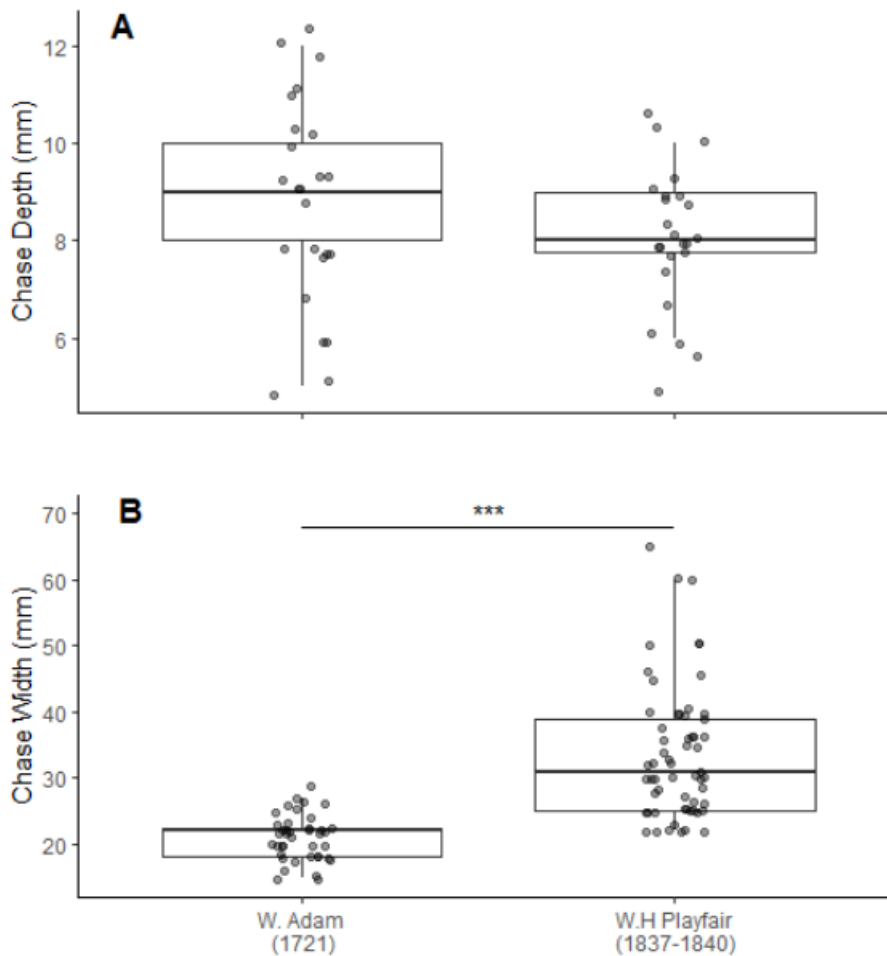 A
Chase Depth (mm)
12
10
8
6
B
***
Chase Width (mm)
70
60
50
40
30
20
W. Adam
(1721)
W.H Playfair
(1837-1840)